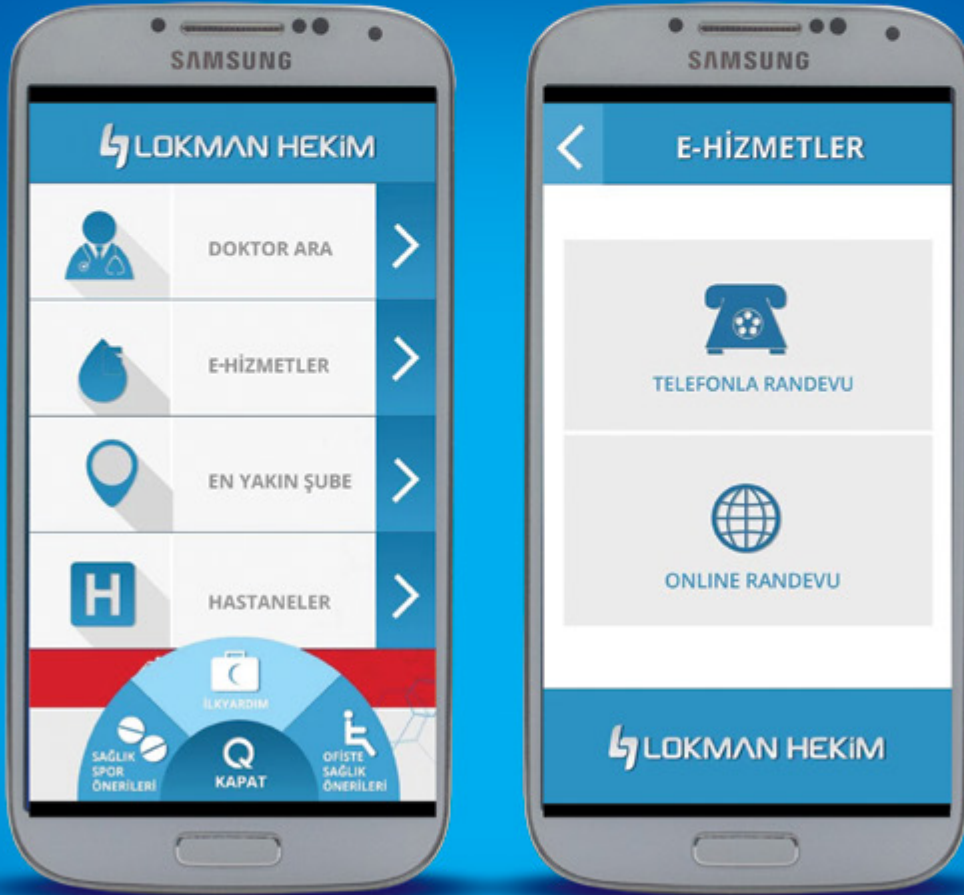 SAMSUNG
LOKMAN HEKİM
DOKTOR ARA
E-HİZMETLER
EN YAKIN ŞUBE
HASTANELER
H
İLKYARDIM
SAĞLIK
SPOR
ÖNERİLERİ
KAPAT
OFİSTE
SAĞLIK
ÖNERİLERİ
SAMSUNG
E-HİZMETLER
TELEFONLA RANDEVU
ONLINE RANDEVU
LOKMAN HEKİM